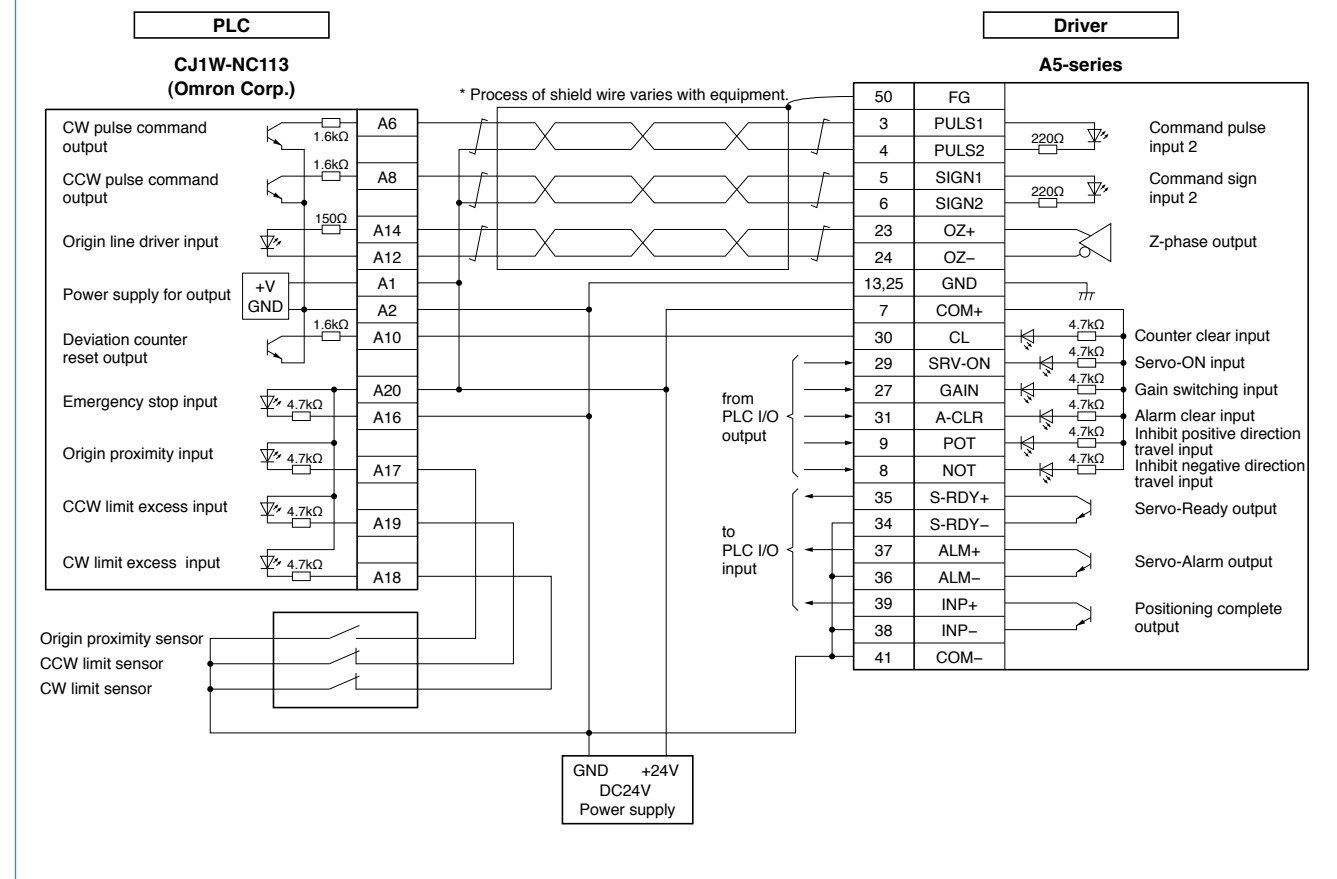 PLC
Driver
CJ1W-NC113
(Omron Corp.)
A5-series
* Process of shield wire varies with equipment.
CW pulse command
output
1.6kΩ
A6
CCW pulse command
output
1.6kΩ
A8
Origin line driver input
150Ω
A14
A12
Power supply for output
+V
GND
A1
A2
Deviation counter
reset output
1.6kΩ
A10
Emergency stop input
4.7kΩ
A20
A16
Origin proximity input
4.7kΩ
A17
CCW limit excess input
4.7kΩ
A19
CW limit excess input
4.7kΩ
A18
Origin proximity sensor
CCW limit sensor
CW limit sensor
from
PLC I/O
output
to
PLC I/O
input
GND +24V
DC24V
Power supply
50 FG
3 PULS1
4 PULS2
220Ω
Command pulse
input 2
5 SIGN1
6 SIGN2
220Ω
Command sign
input 2
23 OZ+
24 OZ−
Z-phase output
13,25 GND
7 COM+
30 CL
4.7kΩ
Counter clear input
29 SRV-ON
4.7kΩ
Servo-ON input
27 GAIN
4.7kΩ
Gain switching input
31 A-CLR
4.7kΩ
Alarm clear input
9 POT
4.7kΩ
Inhibit positive direction
travel input
8 NOT
4.7kΩ
Inhibit negative direction
travel input
35 S-RDY+
34 S-RDY−
Servo-Ready output
37 ALM+
36 ALM−
Servo-Alarm output
39 INP+
38 INP−
Positioning complete
output
41 COM−